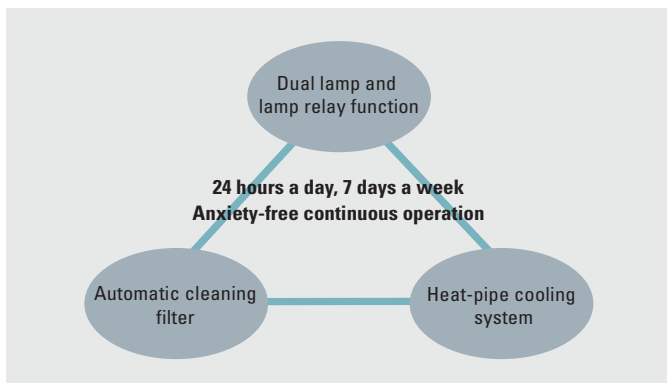 Dual lamp and
lamp relay function
24 hours a day, 7 days a week
Anxiety-free continuous operation
Automatic cleaning
filter
Heat-pipe cooling
system